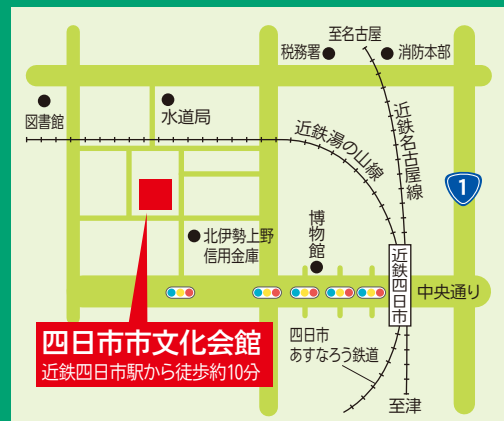 至名古屋
税務署
消防本部
図書館
水道局
近鉄湯の山線
近鉄名古屋線
1
博物館
北伊勢上野
信用金庫
近鉄四日市
中央通り
四日市市文化会館
近鉄四日市駅から徒歩約10分
四日市
あすなろう鉄道
至津